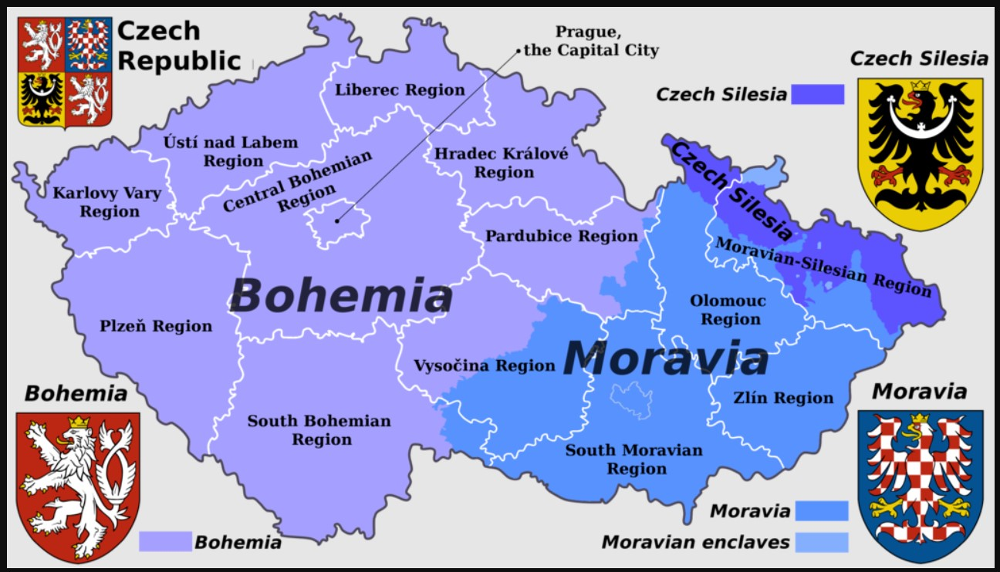 Czech
Republic
Prague,
the Capital City
Czech Silesia
Czech Silesia
Liberec Region
Ústí nad Labem
Region
Central Bohemian
Region
Hradec Králové
Region
Karlovy Vary
Region
Czech Silesia
Pardubice Region
Moravian-Silesian Region
Bohemia
Olomouc
Region
Plzeň Region
Moravia
Vysočina Region
Bohemia
Moravia
Zlín Region
South Bohemian
Region
South Moravian
Region
Moravia
Moravian enclaves
Bohemia